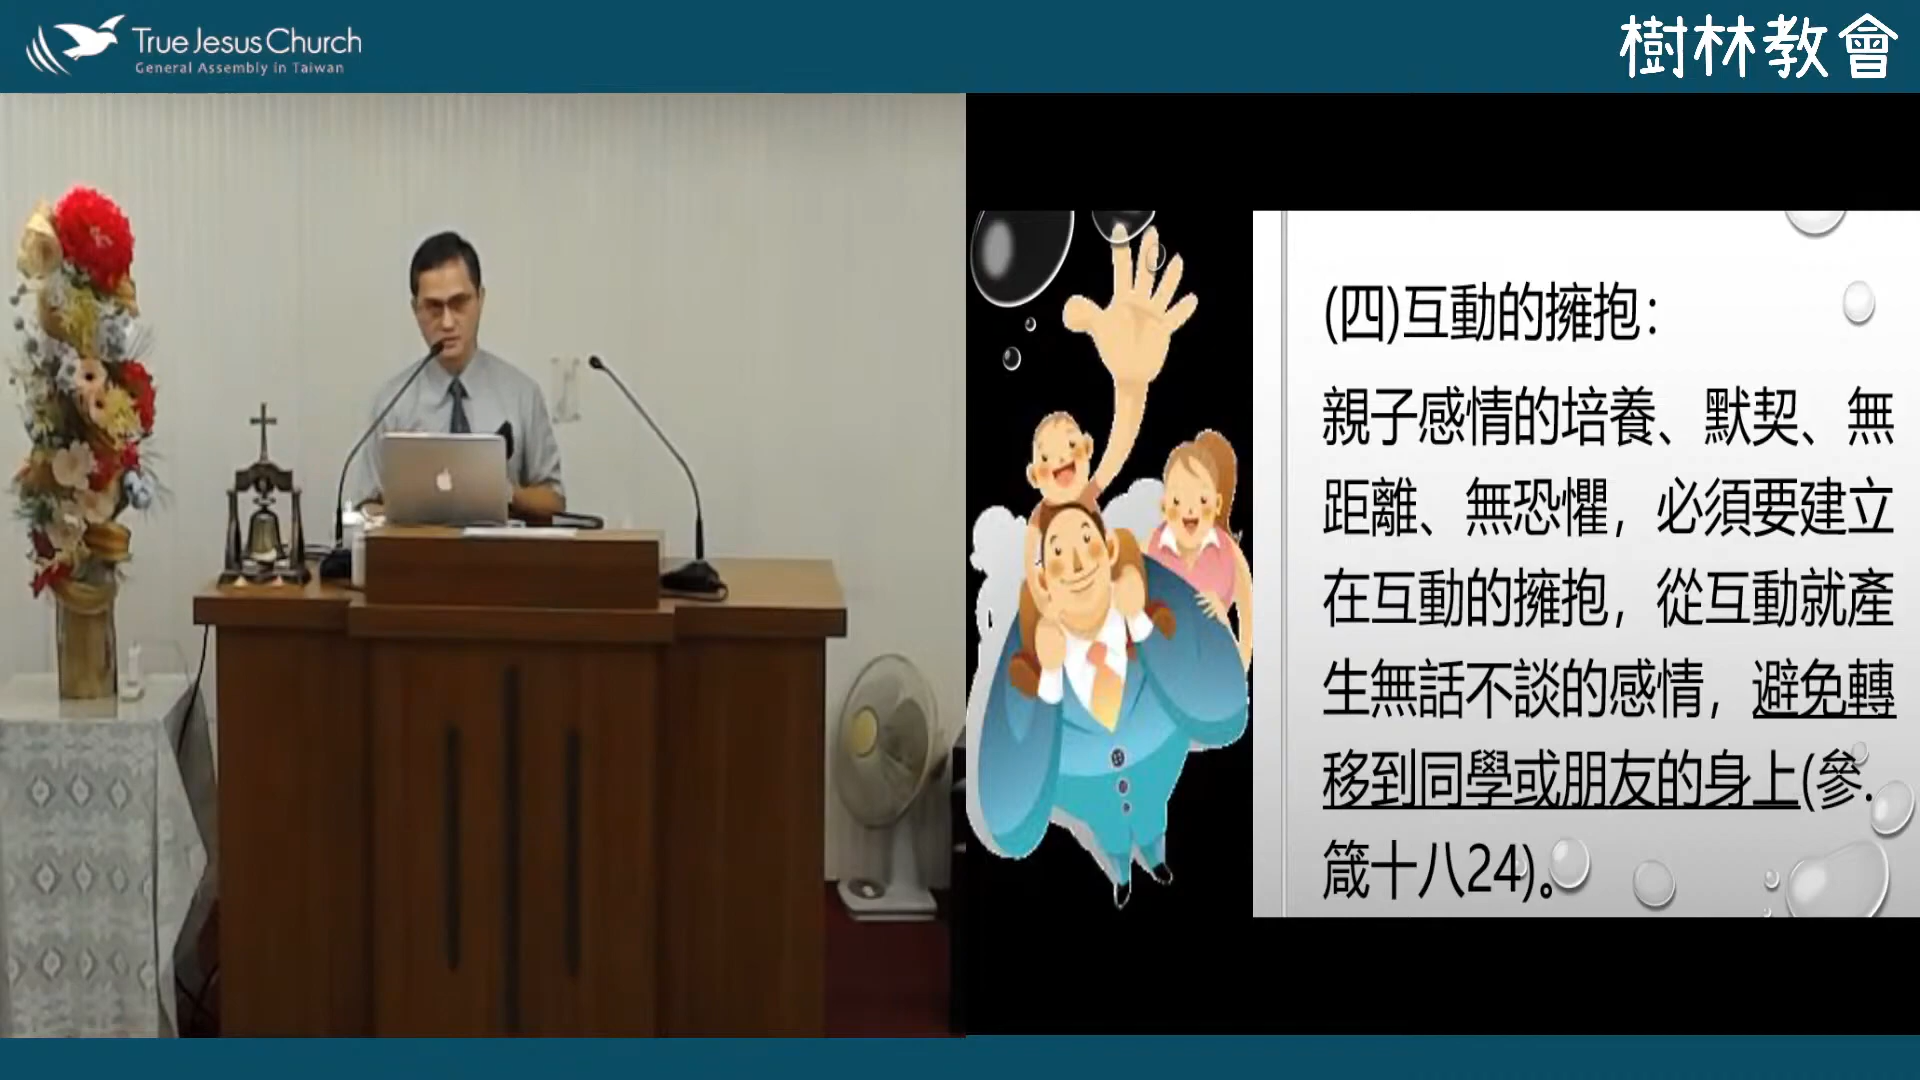 True Jesus Church
General Assembly in Taiwan
樹林教會
(四)互動的擁抱：
親子感情的培養、默契、無
距離、無恐懼，必須要建立
在互動的擁抱，從互動就產
生無話不談的感情，避免轉
移到同學或朋友的身上(參.
箴十八24)。